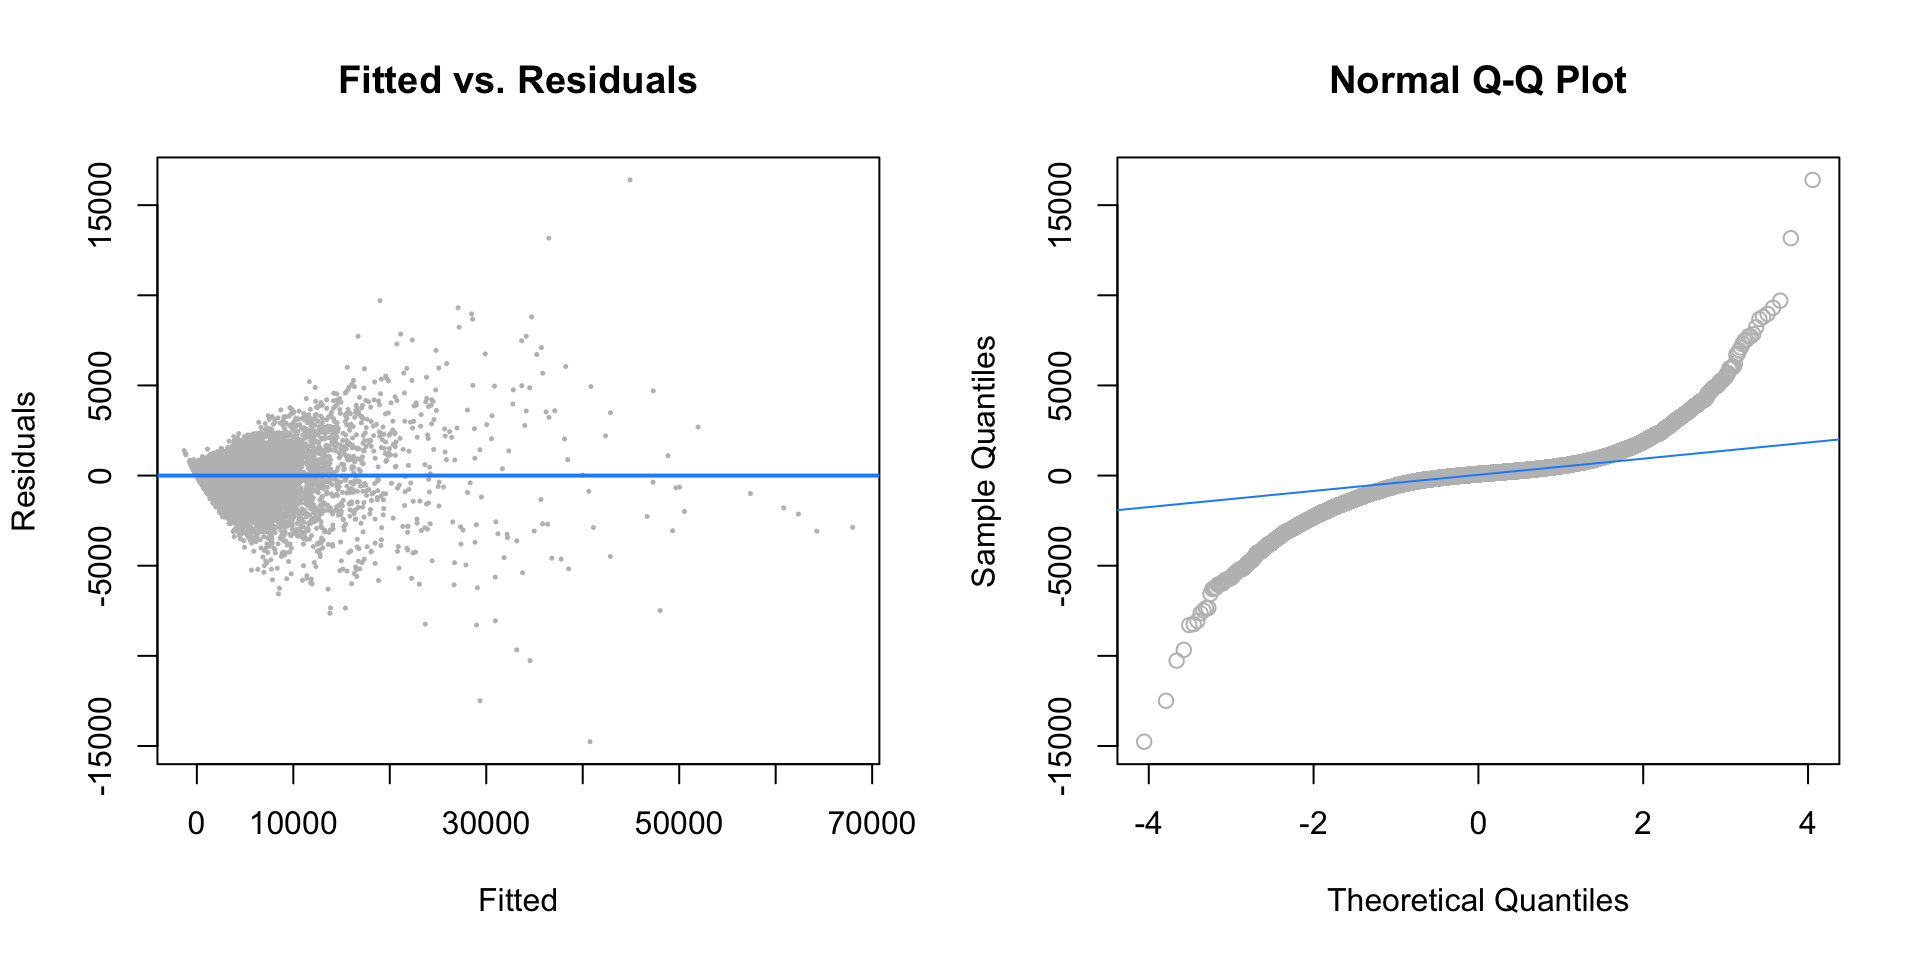 Fitted vs. Residuals
Residuals
15000
5000
0
-5000
-15000
0 10000 30000 50000 70000
Fitted
Normal Q-Q Plot
Sample Quantiles
15000
5000
0
-5000
-15000
-4 -2 0 2 4
Theoretical Quantiles